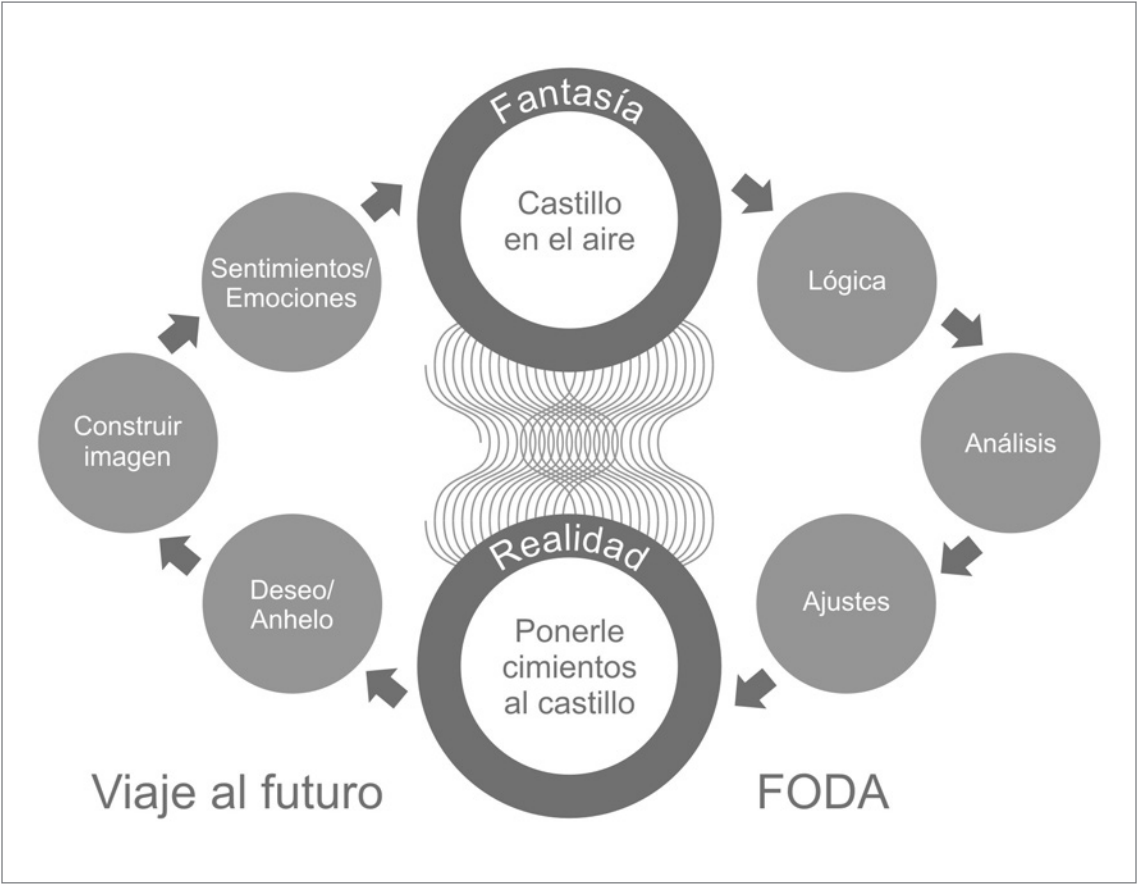 Fantasía
Castillo
en el aire
Sentimientos/
Emociones
Lógica
Construir
imagen
Análisis
Realidad
Ponerle
cimientos
al castillo
Deseo/
Anhelo
Ajustes
Viaje al futuro
FODA